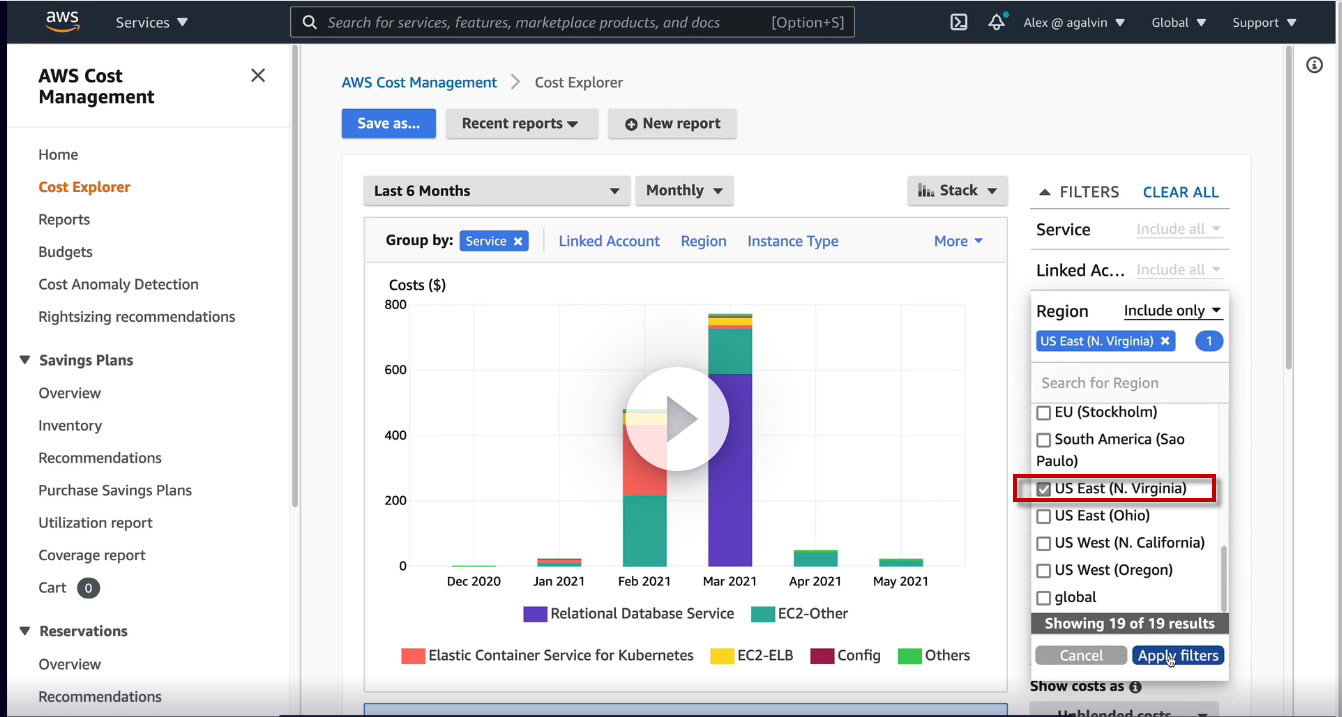 aws
Services
Search for services, features, marketplace products, and docs
[Option+S]
Alex @ agalvin
Global
Support
AWS Cost
Management
Home
Cost Explorer
Reports
Budgets
Cost Anomaly Detection
Rightsizing recommendations
Savings Plans
Overview
Inventory
Recommendations
Purchase Savings Plans
Utilization report
Coverage report
Cart 0
Reservations
Overview
Recommendations
AWS Cost Management
Cost Explorer
Save as...
Recent reports
New report
Last 6 Months
Monthly
Stack
Group by: Service
Linked Account
Region
Instance Type
More
Costs ($)
800
600
400
200
0
Dec 2020
Jan 2021
Feb 2021
Mar 2021
Apr 2021
May 2021
Relational Database Service
EC2-Other
Elastic Container Service for Kubernetes
EC2-ELB
Config
Others
FILTERS
CLEAR ALL
Service
Include all
Linked Ac...
Include all
Region
Include only
US East (N. Virginia)
1
Search for Region
EU (Stockholm)
South America (Sao
Paulo)
US East (N. Virginia)
US East (Ohio)
US West (N. California)
US West (Oregon)
global
Showing 19 of 19 results
Cancel
Apply filters
Show costs as
Unblended costs